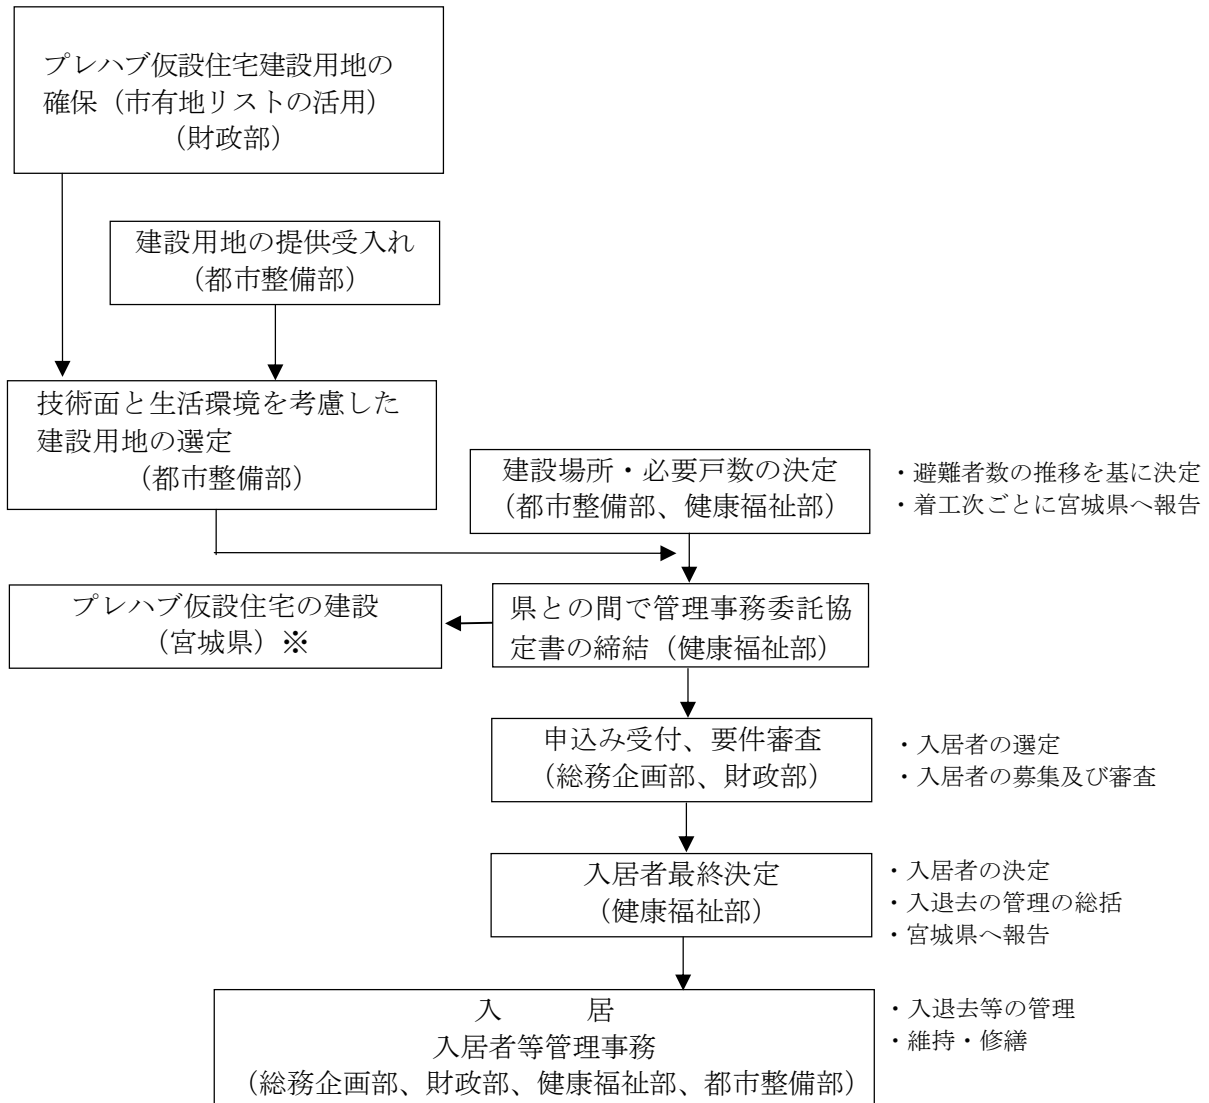 プレハブ仮設住宅建設用地の
確保（市有地リストの活用）
（財政部）
建設用地の提供受入れ
（都市整備部）
技術面と生活環境を考慮した
建設用地の選定
（都市整備部）
建設場所・必要戸数の決定
（都市整備部、健康福祉部）
・避難者数の推移を基に決定
・着工次ごとに宮城県へ報告
プレハブ仮設住宅の建設
（宮城県）※
県との間で管理事務委託協
定書の締結（健康福祉部）
申込み受付、要件審査
（総務企画部、財政部）
・入居者の選定
・入居者の募集及び審査
入居者最終決定
（健康福祉部）
・入居者の決定
・入退去の管理の総括
・宮城県へ報告
入　　居
入居者等管理事務
（総務企画部、財政部、健康福祉部、都市整備部）
・入退去等の管理
・維持・修繕